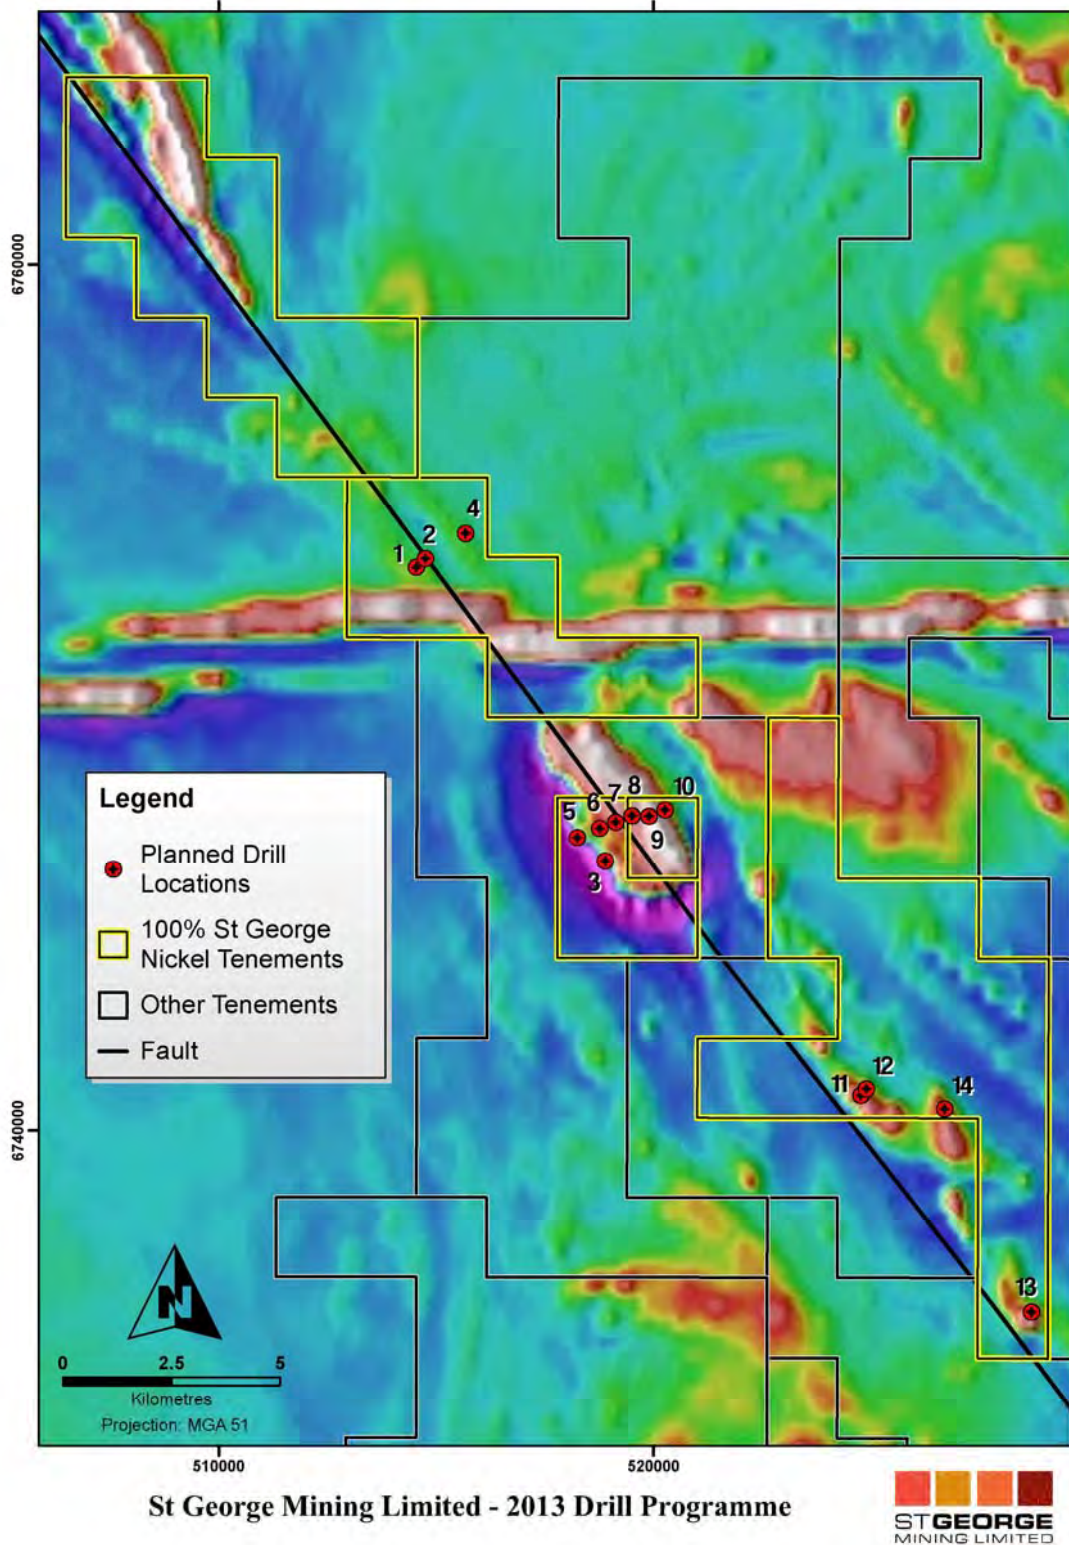 6760000
4
2
1
8
10
7
6
5
9
3
Legend
Planned Drill
Locations
100% St George
Nickel Tenements
Other Tenements
Fault
12
11
14
6740000
13
N
0 2.5 5
Kilometres
Projection: MGA 51
510000 520000
St George Mining Limited - 2013 Drill Programme
STGEORGE
MINING LIMITED